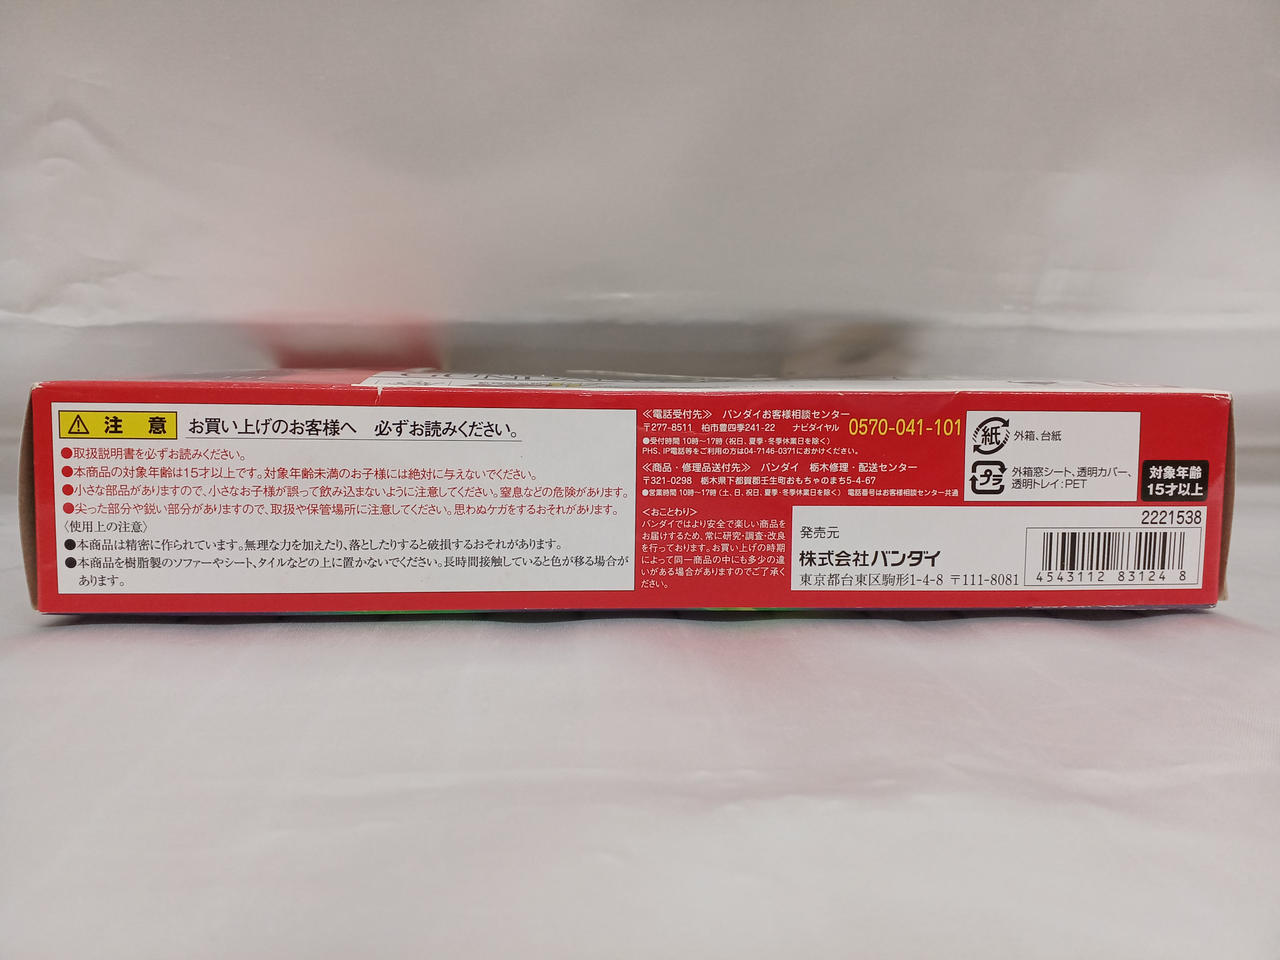 注意 お買い上げのお客様へ 必ずお読みください。
●取扱説明書を必ずお読みください。
●本商品の対象年齢は15才以上です。対象年齢未満のお子様には絶対に与えないでください。
●小さな部品がありますので、小さなお子様が誤って飲み込まないように注意してください。窒息などの危険があります。
●尖った部分や鋭い部分がありますので、取扱や保管場所に注意してください。思わぬケガをするおそれがあります。
〈使用上の注意〉
●本商品は精密に作られています。無理な力を加えたり、落としたりすると破損するおそれがあります。
●本商品を樹脂製のソファーやシート、タイルなどの上に置かないでください。長時間接触していると色が移る場合が
あります。
≪電話受付先≫ バンダイお客様相談センター
〒277-8511 柏市豊四季241-22 ナビダイヤル 0570-041-101
●受付時間 10時〜17時(祝日、夏季・冬季休業日を除く)
PHS、IP電話等をご利用の方は04-7146-0371におかけください。
≪商品・修理品送付先≫ バンダイ 栃木修理・配送センター
〒321-0298 栃木県下都賀郡壬生町おもちゃのまち5-4-67
●営業時間 10時〜17時(土、日、祝日、夏季・冬季休業日を除く) 電話番号はお客様相談センター共通
≪おことわり≫
バンダイではより安全で楽しい商品を
お届けするため、常に研究・調査・改良
を行っております。お買い上げの時期
によって同一商品の中にも多少の違
いがある場合がありますのでご了承く
ださい。
紙 外箱、台紙
プラ 外箱窓シート、透明カバー、
透明トレイ:PET
対象年齢
15才以上
2221538
発売元
株式会社バンダイ
東京都台東区駒形1-4-8 〒111-8081
4543112 83124 8